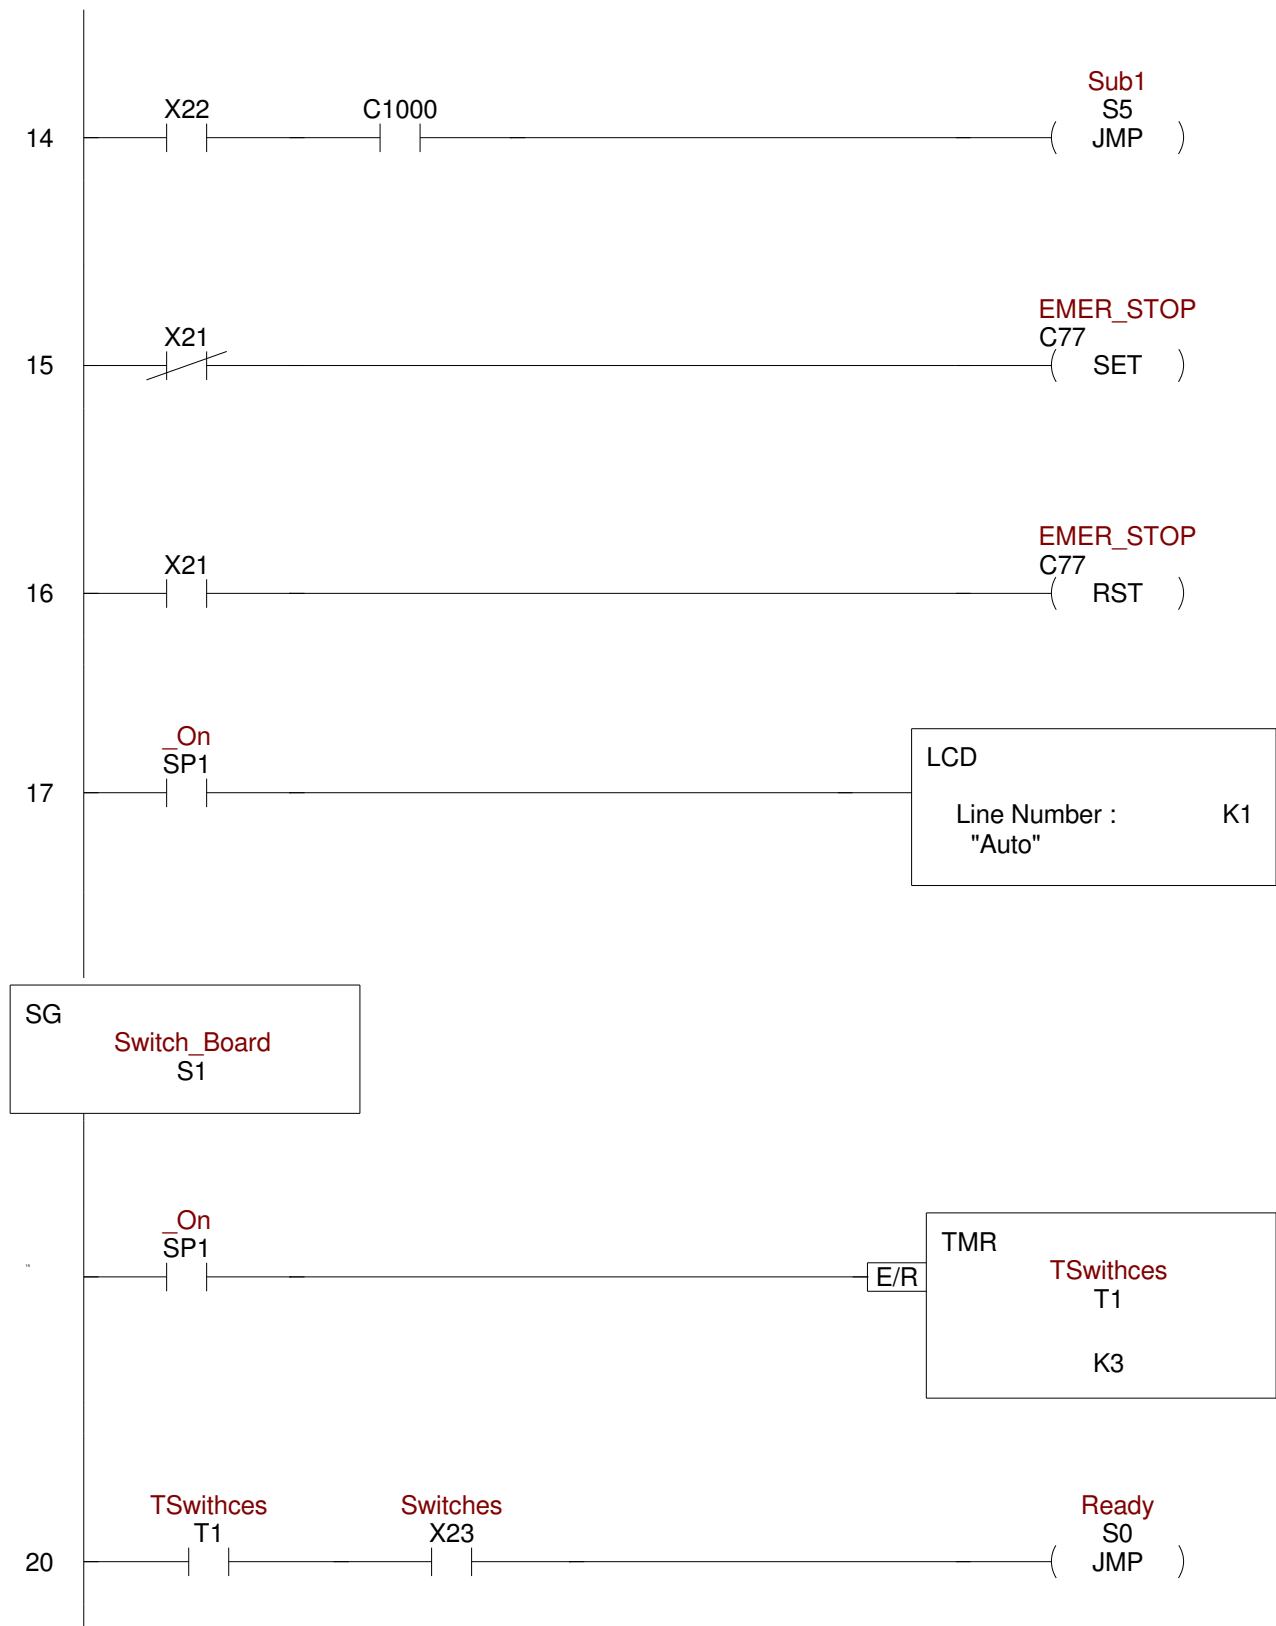 Sub1
X22 C1000 S5
14 JMP
EMER_STOP
X21 C77
15 SET
EMER_STOP
X21 C77
16 RST
_On
SP1 LCD
17
Line Number : K1
"Auto"
SG
Switch_Board
S1
_On
SP1 TMR
E/R TSwithces
T1
K3
TSwithces Switches Ready
T1 X23 S0
20 JMP